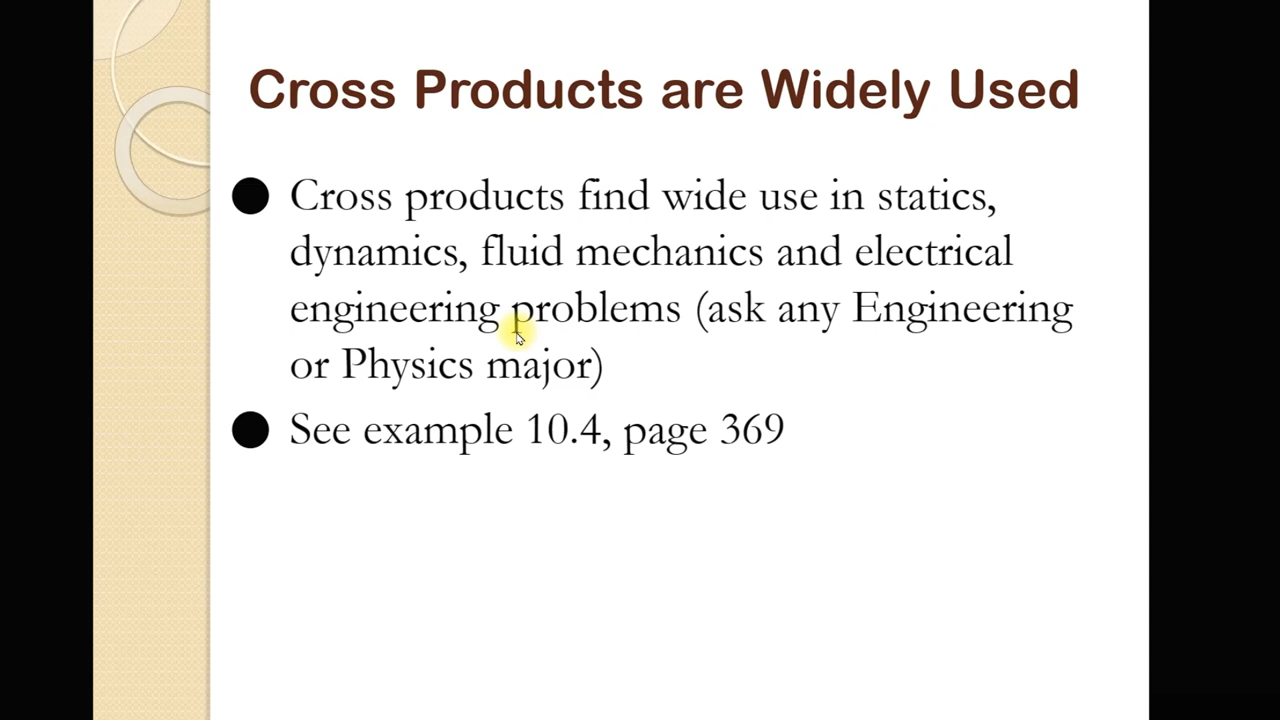 Cross Products are Widely Used
● Cross products find wide use in statics,
dynamics, fluid mechanics and electrical
engineering problems (ask any Engineering
or Physics major)
● See example 10.4, page 369